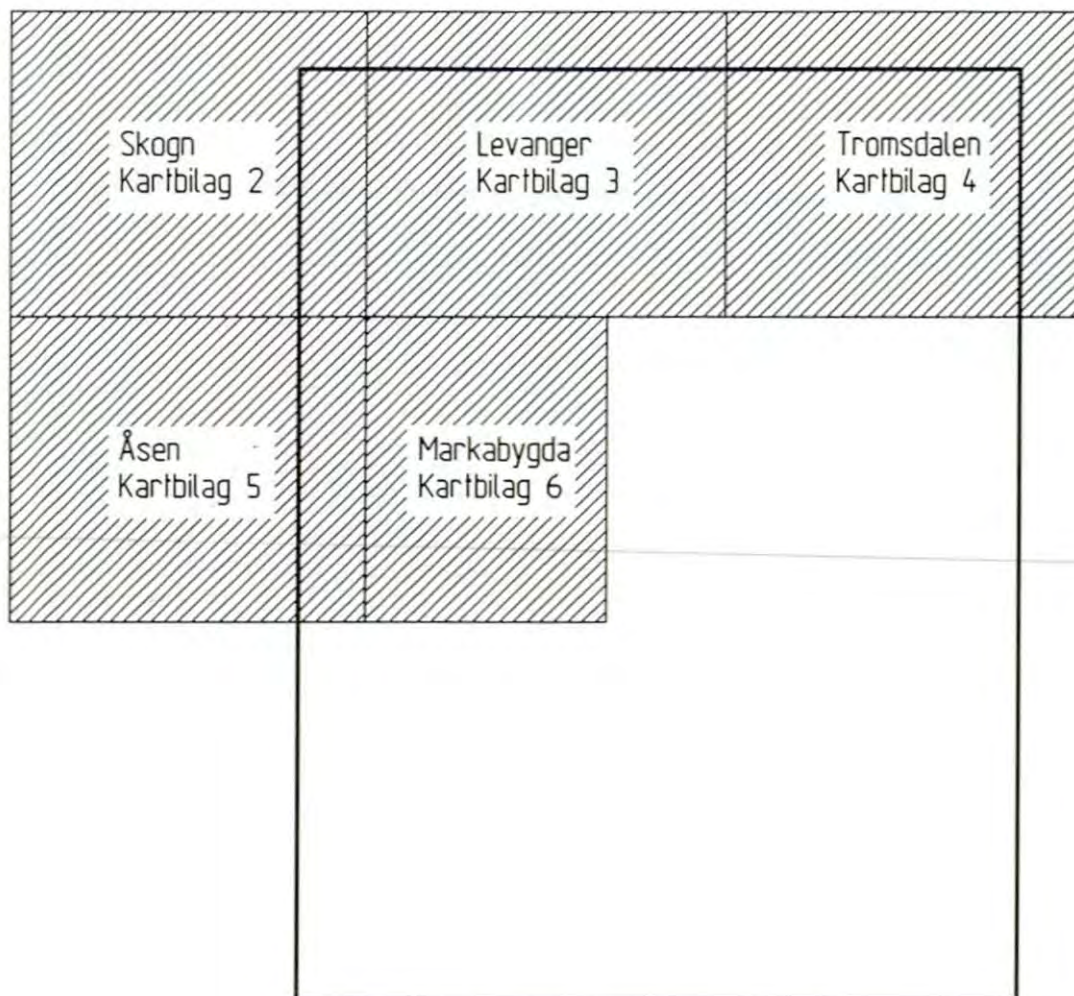 Skogn
Kartbilag 2
Levanger
Kartbilag 3
Tromsdalen
Kartbilag 4
Åsen
Kartbilag 5
Markabygda
Kartbilag 6